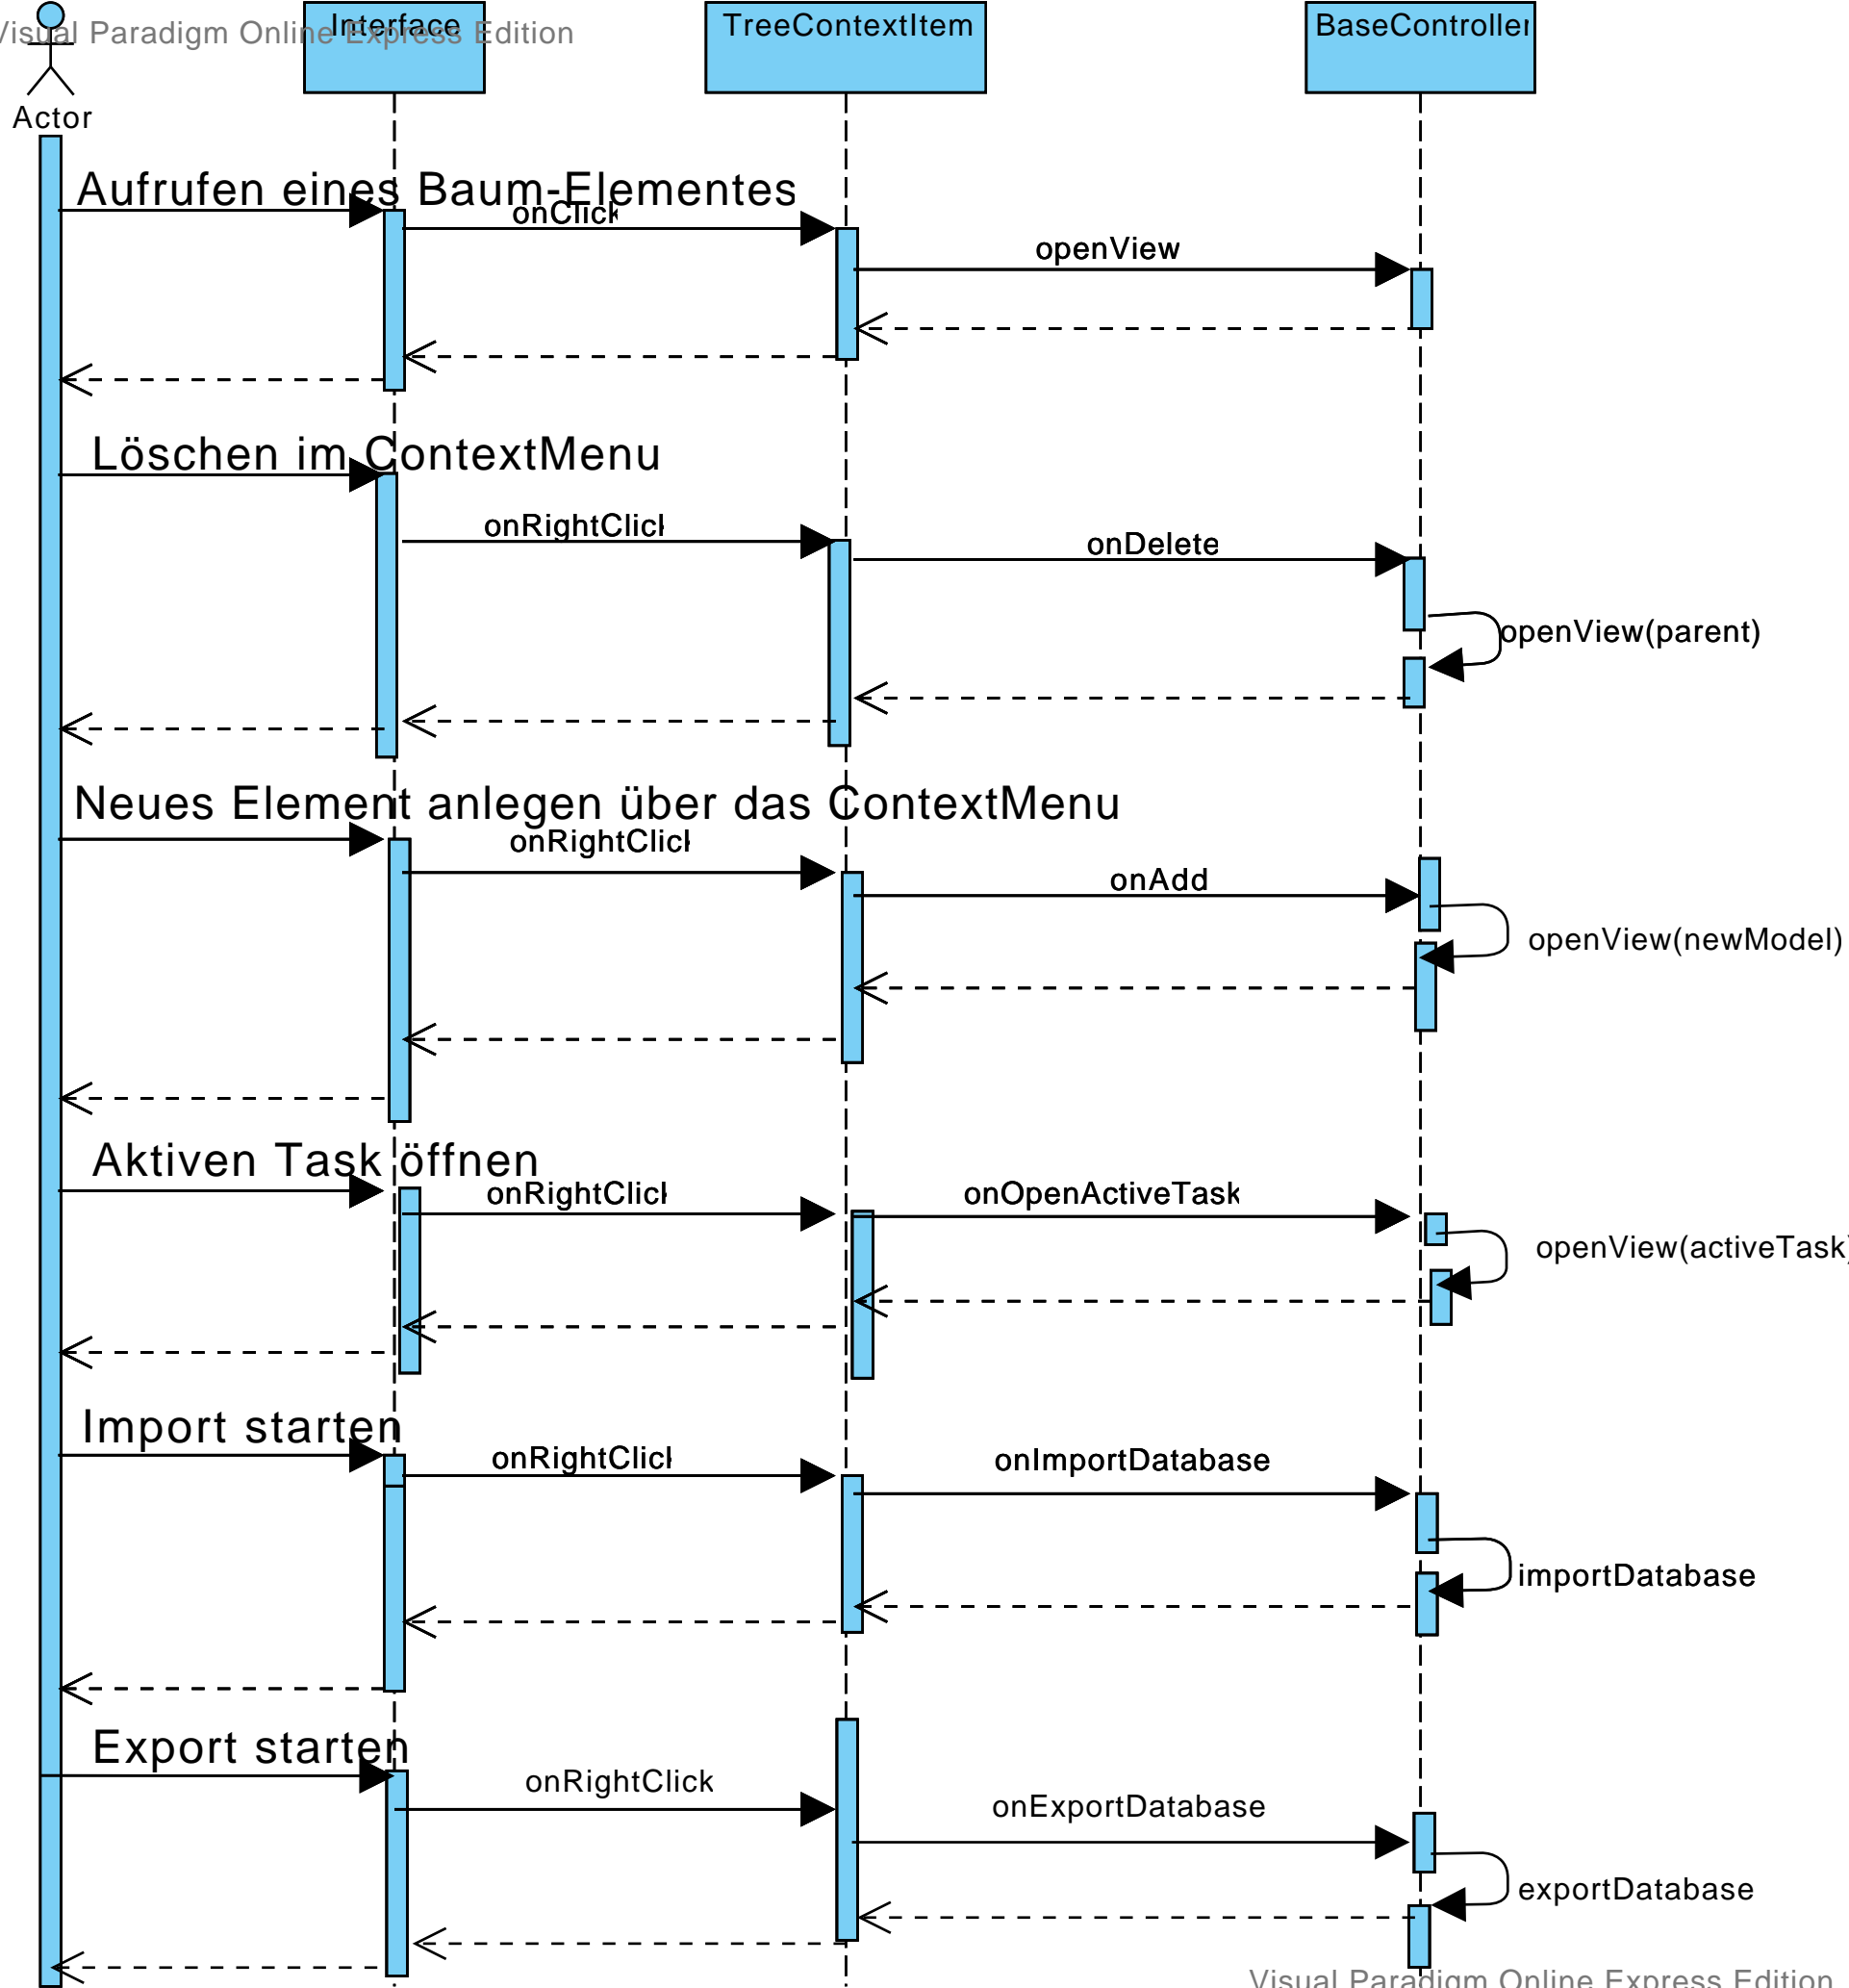 Visual Paradigm Online Express Edition
Interface
TreeContextItem
BaseController
Actor
Aufrufen eines Baum-Elementes
onClick
openView
Löschen im ContextMenu
onRightClick
onDelete
openView(parent)
Neues Element anlegen über das ContextMenu
onRightClick
onAdd
openView(newModel)
Aktiven Task öffnen
onRightClick
onOpenActiveTask
openView(activeTask)
Import starten
onRightClick
onImportDatabase
importDatabase
Export starten
onRightClick
onExportDatabase
exportDatabase
Visual Paradigm Online Express Edition